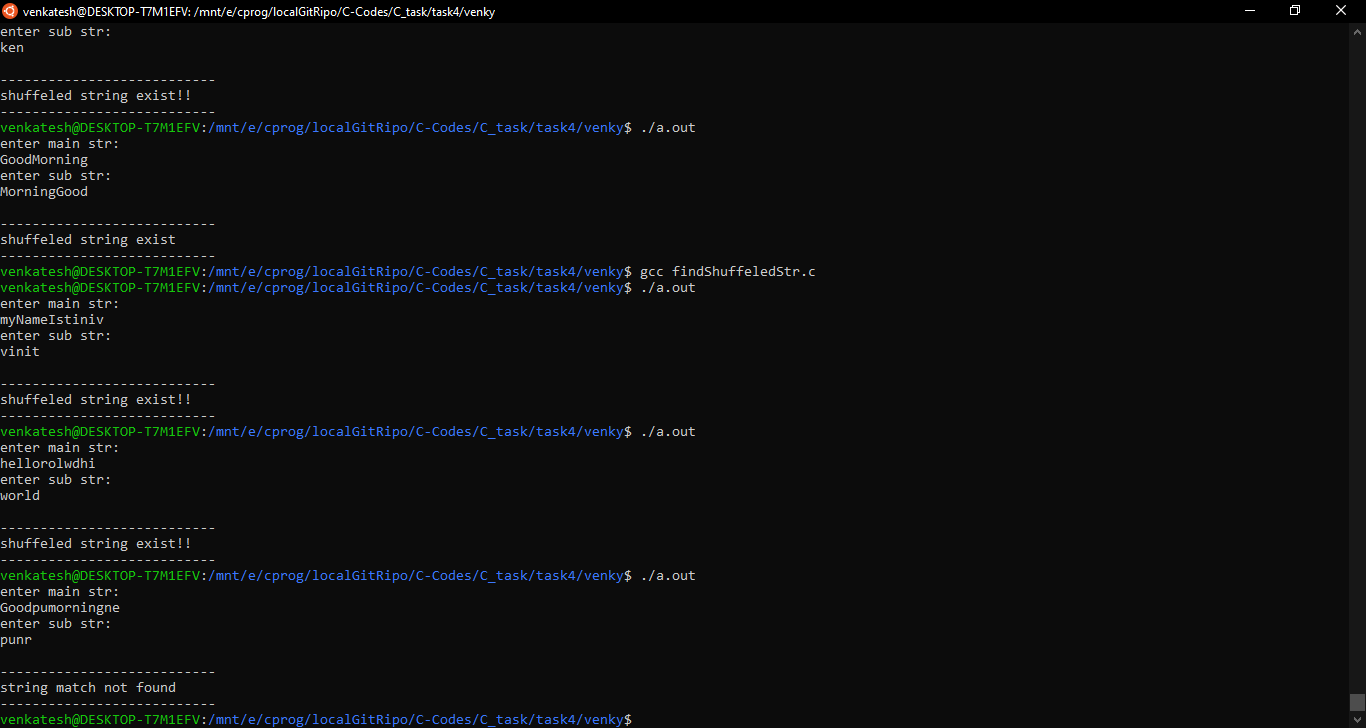 venkatesh@DESKTOP-T7M1EFV: /mnt/e/cprog/localGitRipo/C-Codes/C_task/task4/venky
enter sub str:
ken
---------------------------
shuffeled string exist!!
---------------------------
venkatesh@DESKTOP-T7M1EFV:/mnt/e/cprog/localGitRipo/C-Codes/C_task/task4/venky$ ./a.out
enter main str:
GoodMorning
enter sub str:
MorningGood
---------------------------
shuffeled string exist
---------------------------
venkatesh@DESKTOP-T7M1EFV:/mnt/e/cprog/localGitRipo/C-Codes/C_task/task4/venky$ gcc findShuffeledStr.c
venkatesh@DESKTOP-T7M1EFV:/mnt/e/cprog/localGitRipo/C-Codes/C_task/task4/venky$ ./a.out
enter main str:
myNameIstiniv
enter sub str:
vinit
---------------------------
shuffeled string exist!!
---------------------------
venkatesh@DESKTOP-T7M1EFV:/mnt/e/cprog/localGitRipo/C-Codes/C_task/task4/venky$ ./a.out
enter main str:
hellorolwdhi
enter sub str:
world
---------------------------
shuffeled string exist!!
---------------------------
venkatesh@DESKTOP-T7M1EFV:/mnt/e/cprog/localGitRipo/C-Codes/C_task/task4/venky$ ./a.out
enter main str:
Goodpumorningne
enter sub str:
punr
---------------------------
string match not found
---------------------------
venkatesh@DESKTOP-T7M1EFV:/mnt/e/cprog/localGitRipo/C-Codes/C_task/task4/venky$